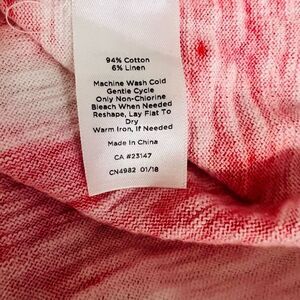 94% Cotton
6% Linen
Machine Wash Cold
Gentle Cycle
Only Non-Chlorine
Bleach When Needed
Reshape, Lay Flat To
Dry
Warm Iron, If Needed
Made In China
CA #23147
CN4982 01/18